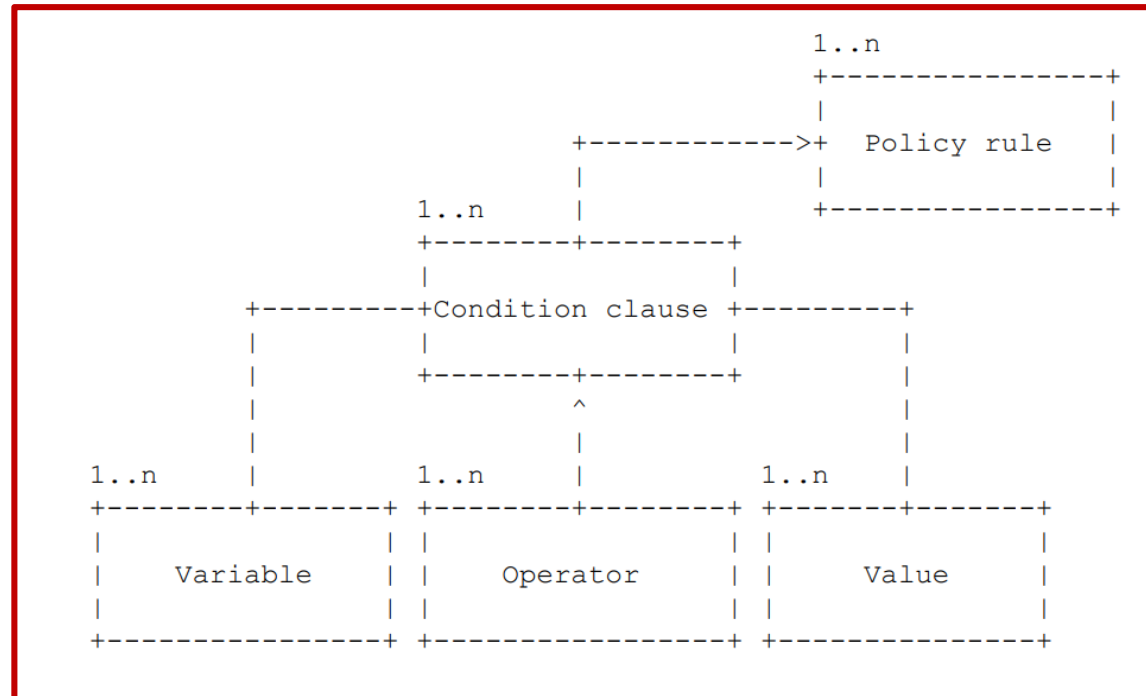 1..n
Policy rule
1..n
Condition clause
1..n 1..n 1..n
Variable Operator Value